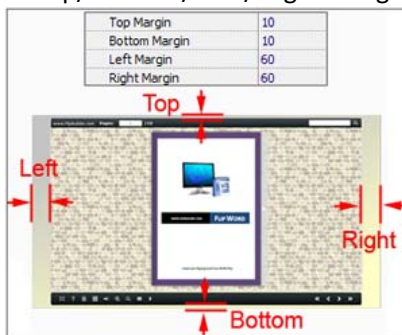 Top Margin 10
Bottom Margin 10
Left Margin 60
Right Margin 60
Top
Left
FLIP WORD
Right
Bottom